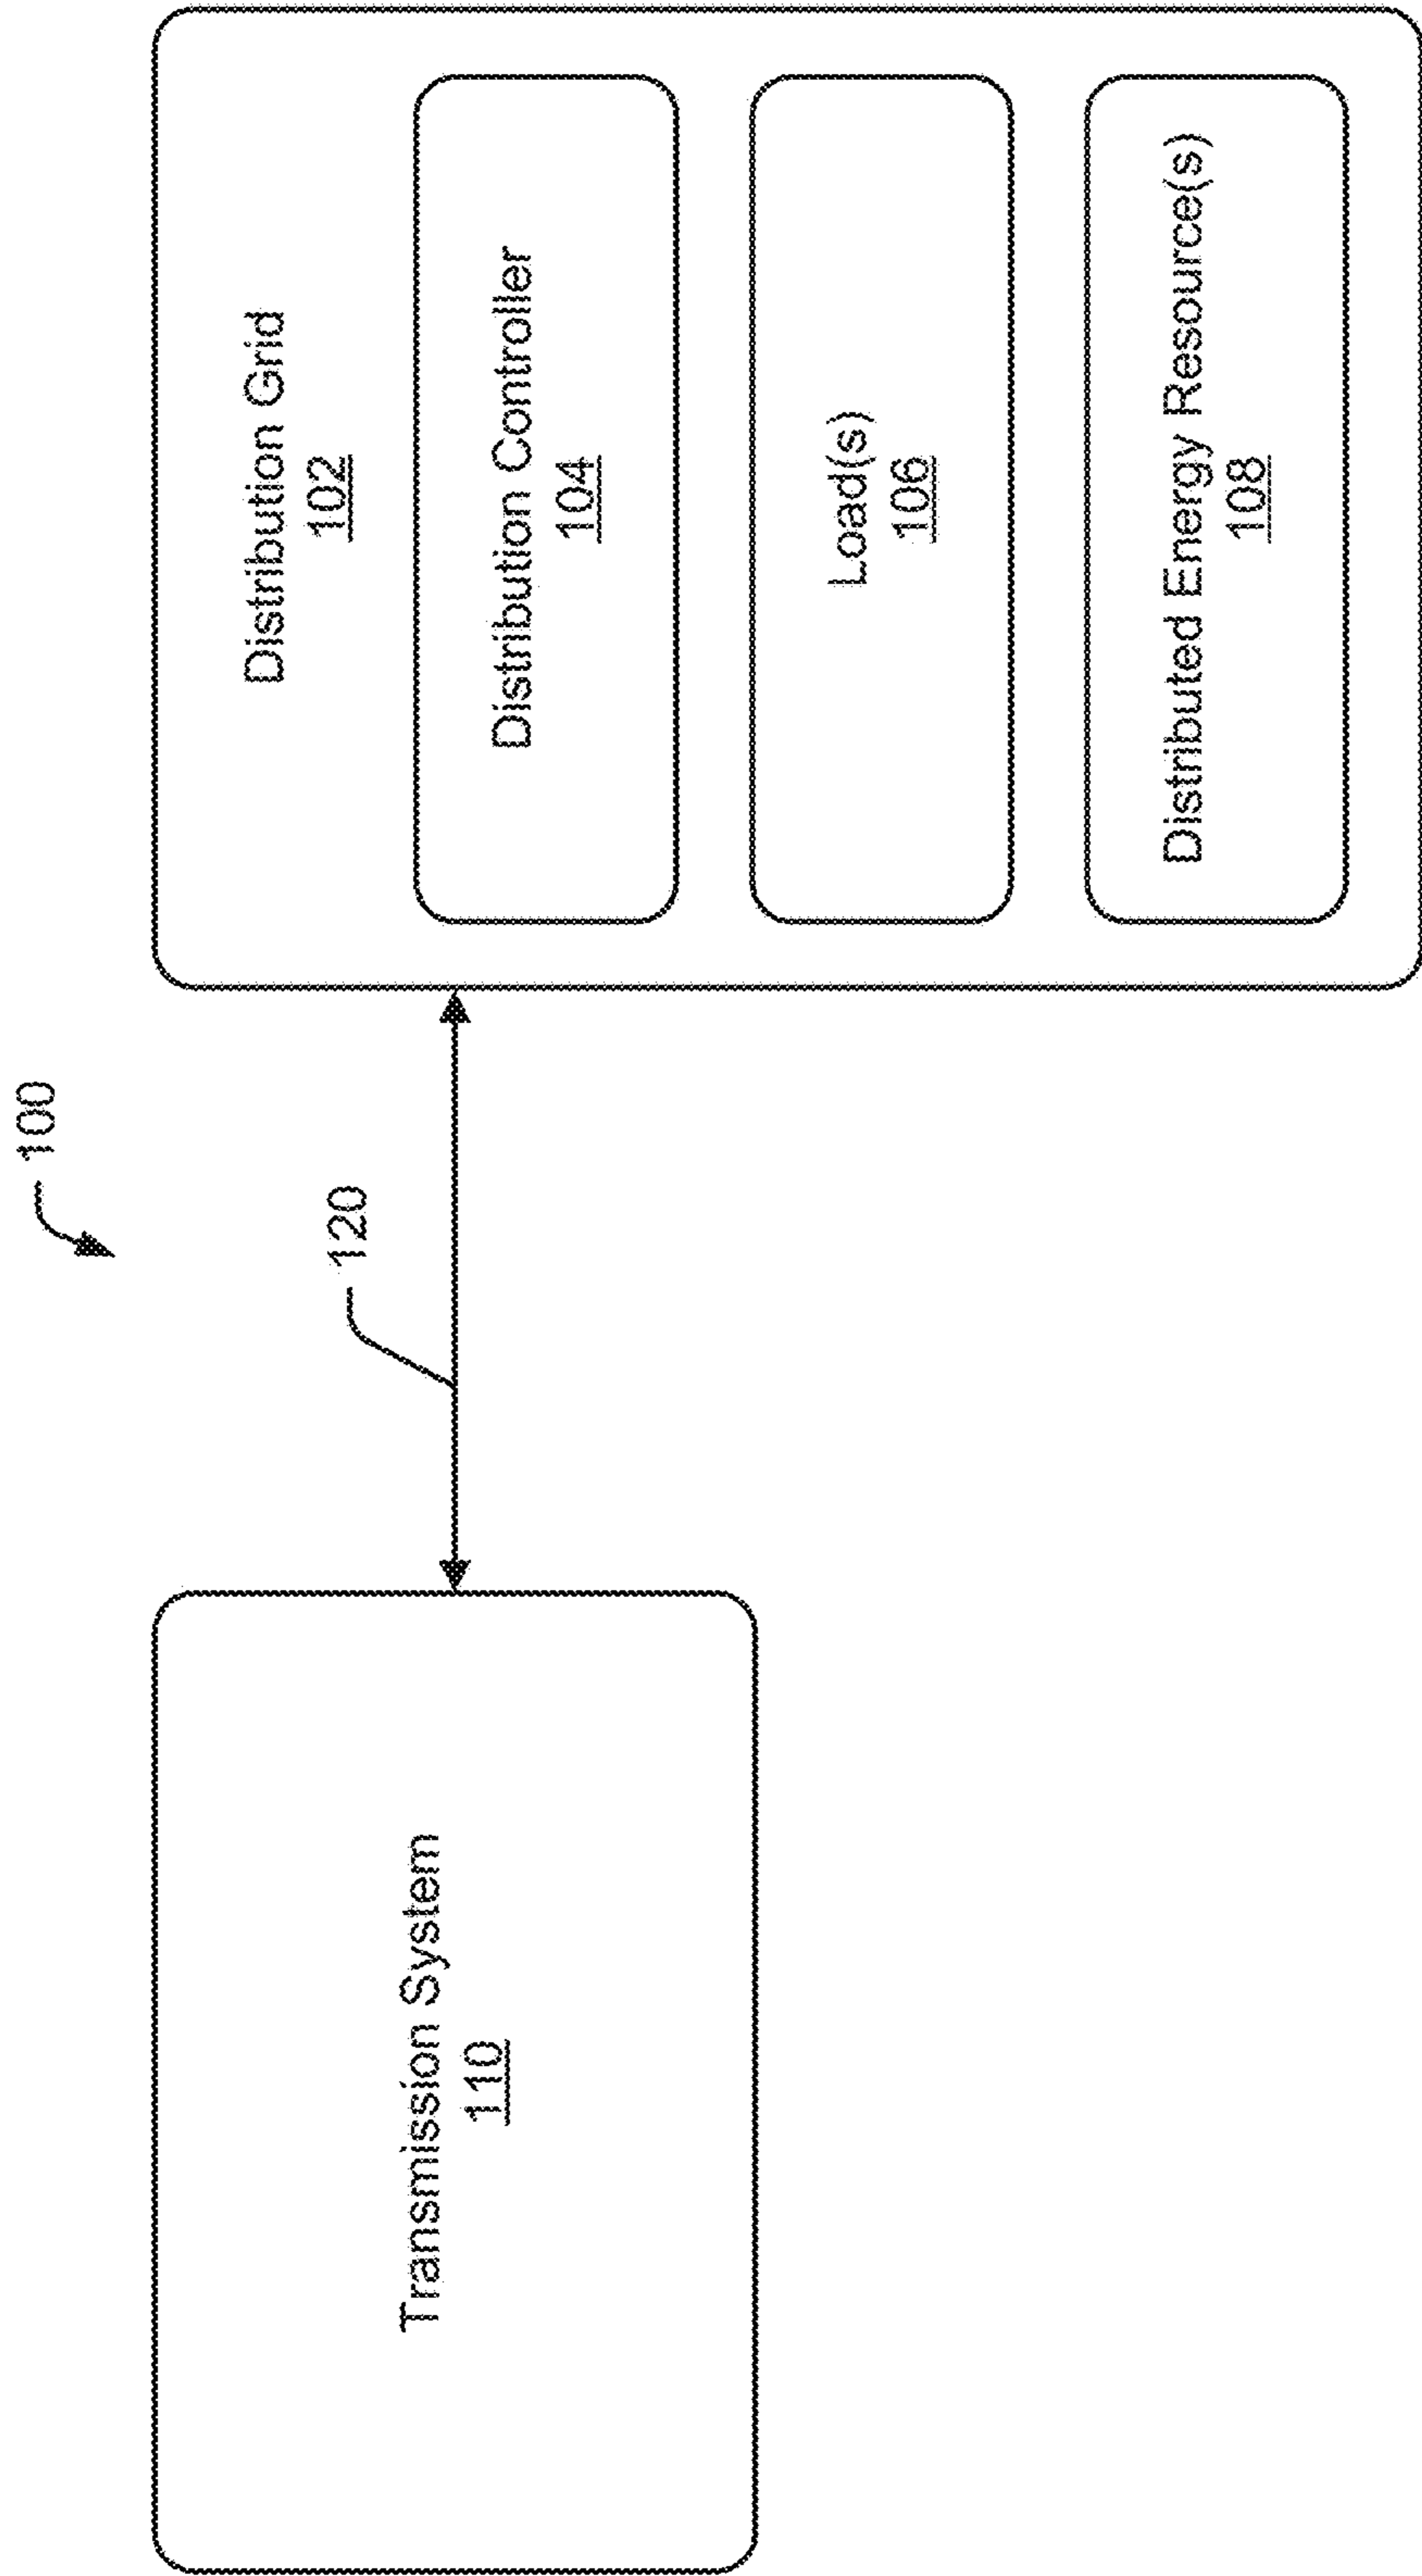 100
120
Transmission System
110
Distribution Grid
102
Distribution Controller
104
Load(s)
106
Distributed Energy Resource(s)
108